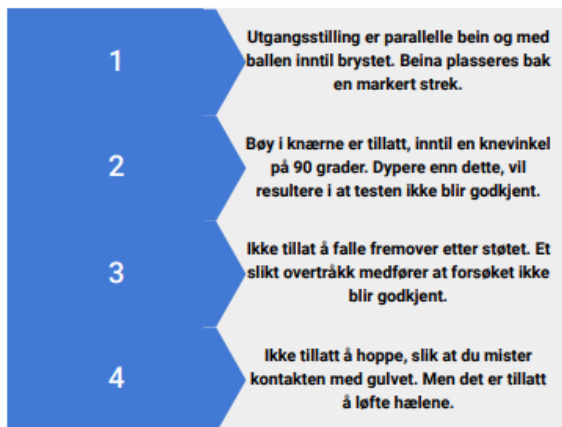 1
Utgangsstilling er parallelle bein og med
ballen inntil brystet. Beina plasseres bak
en markert strek.
2
Bøy i knærne er tillatt, inntil en knevinkel
på 90 grader. Dypere enn dette, vil
resultere i at testen ikke blir godkjent.
3
Ikke tillat å falle fremover etter støtet. Et
slikt overtråkk medfører at forsøket ikke
blir godkjent.
4
Ikke tillatt å hoppe, slik at du mister
kontakten med gulvet. Men det er tillatt
å løfte hælene.